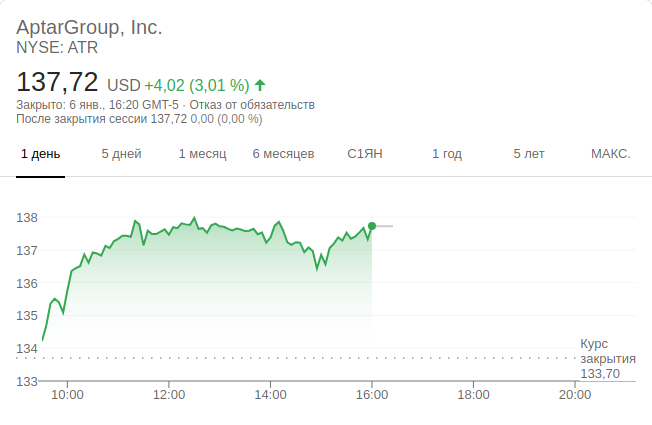 AptarGroup, Inc.
NYSE: ATR
137,72 USD +4,02 (3,01 %)
Закрыто: 6 янв., 16:20 GMT-5 · Отказ от обязательств
После закрытия сессии 137,72 0,00 (0,00 %)
1 день 5 дней 1 месяц 6 месяцев С1ЯН 1 год 5 лет МАКС.
138
137
136
135
134
133
Курс
закрытия
133,70
10:00 12:00 14:00 16:00 18:00 20:00